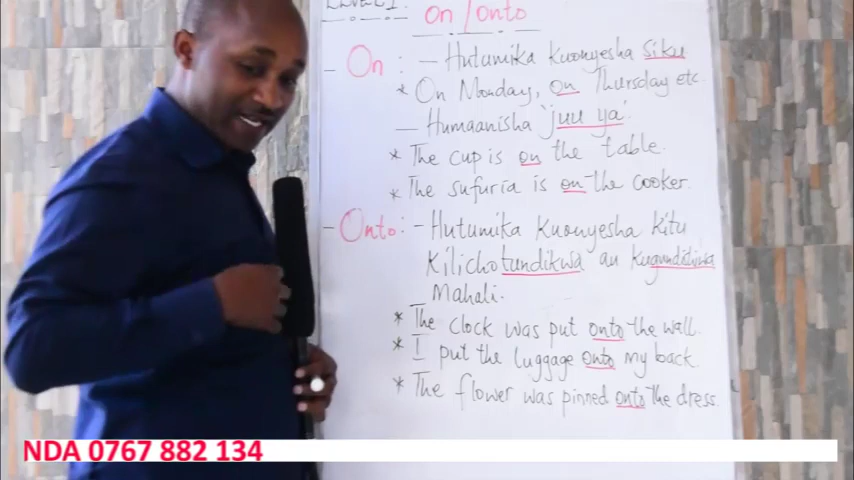 LEVEL 1.
On / Onto
- On : - Hutumika Kuonyesha Siku
* On Monday, on Thursday etc.
- Humaanisha 'juu ya'.
* The cup is on the table.
* The sufuria is on the cooker.
- Onto: - Hutumika Kuonyesha Kitu
Kilichotundikwa au Kugundishwa
Mahali.
* The clock was put onto the wall.
* I put the luggage onto my back.
* The flower was pinned onto the dress.
NDA 0767 882 134